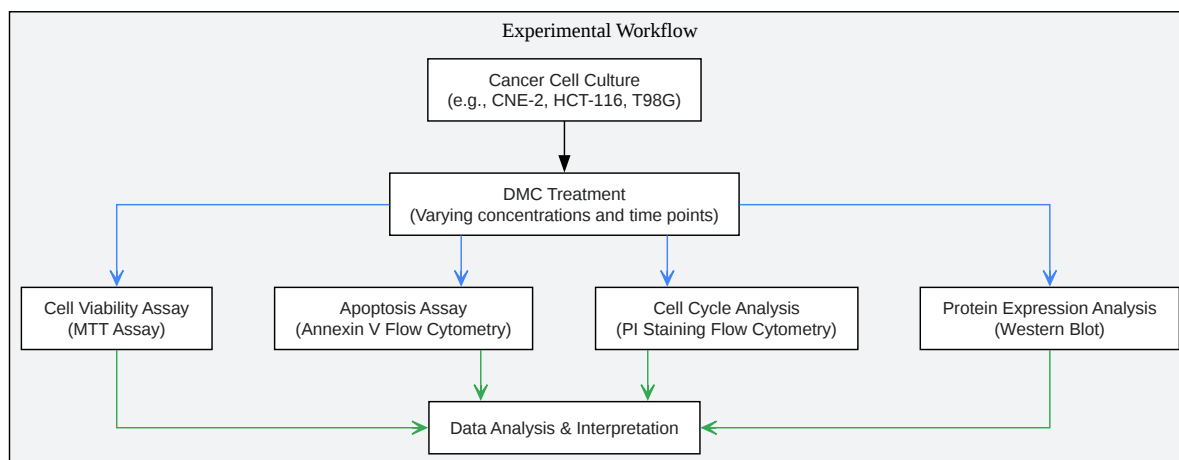 Experimental Workflow
Cancer Cell Culture
(e.g., CNE-2, HCT-116, T98G)
DMC Treatment
(Varying concentrations and time points)
Cell Viability Assay
(MTT Assay)
Apoptosis Assay
(Annexin V Flow Cytometry)
Cell Cycle Analysis
(PI Staining Flow Cytometry)
Protein Expression Analysis
(Western Blot)
Data Analysis & Interpretation